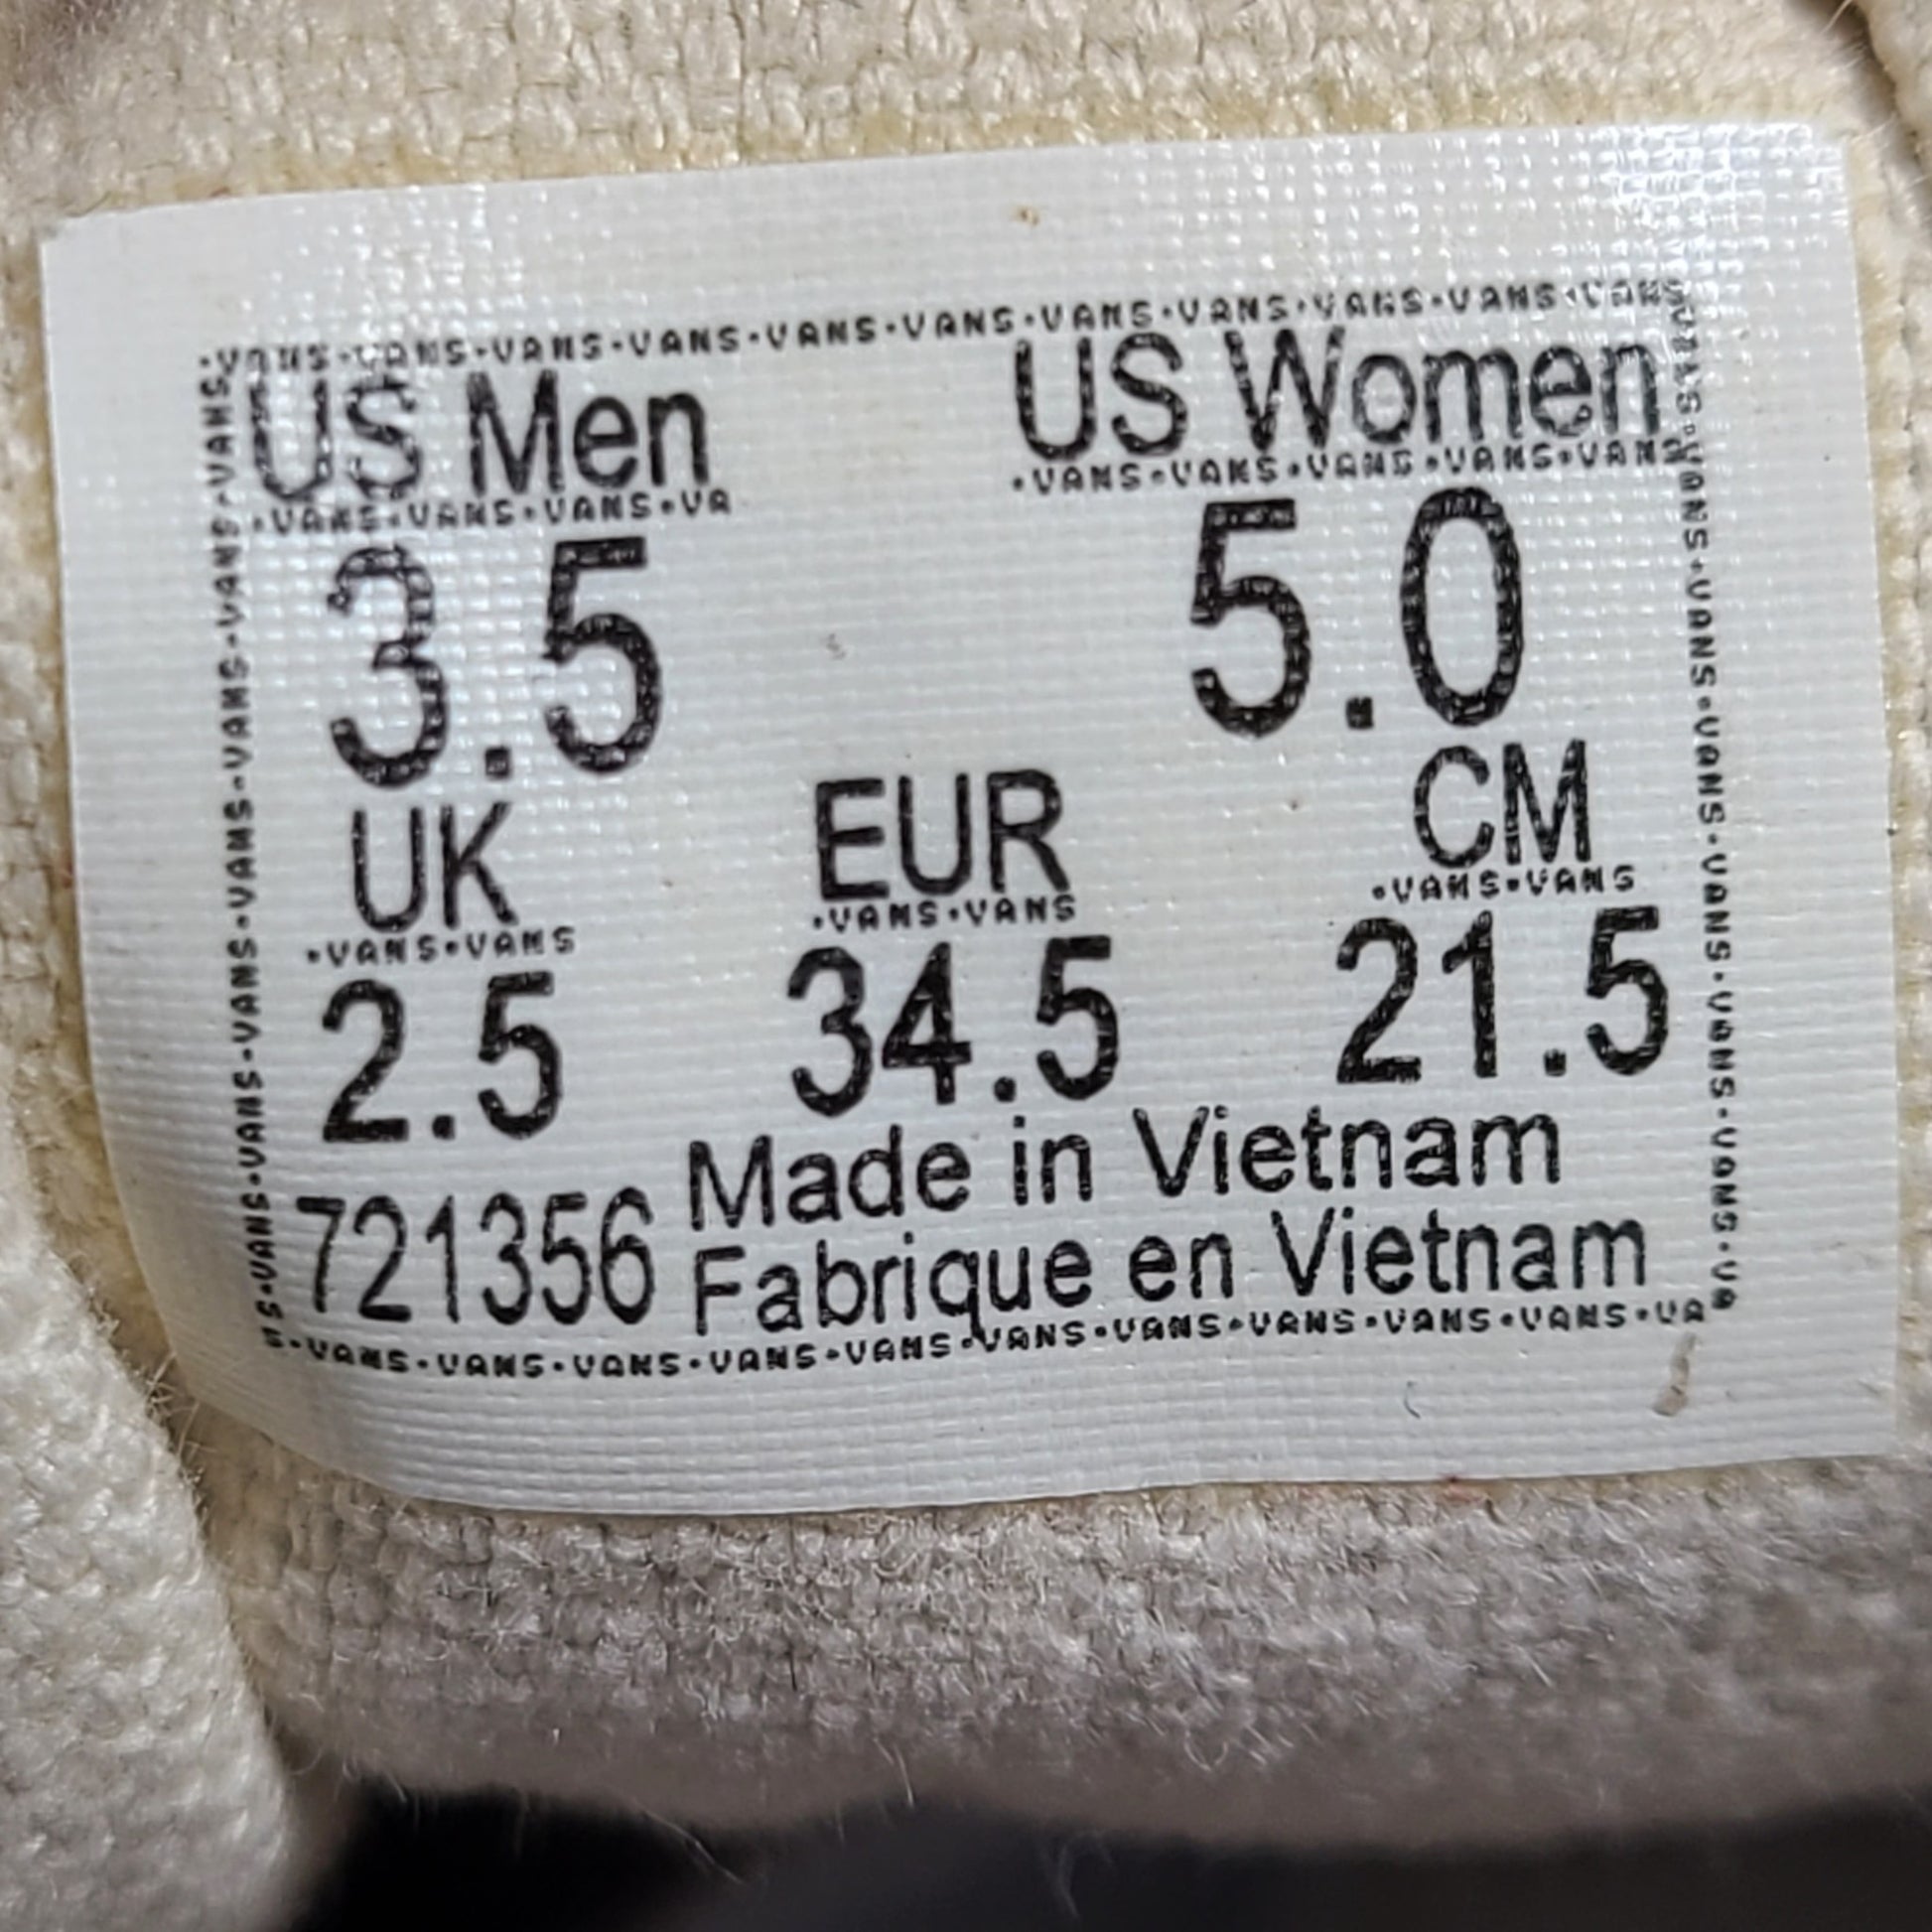 ·VANS·VANS·VANS·VANS·VANS·VANS·VANS·VANS·VANS·VANS·VANS
US Men US Women
·VANS·VANS·VANS·VA ·VANS·VANS·VANS·VANS·VANS
3.5 5.0
UK EUR CM
·VANS·VANS ·VANS·VANS ·VANS·VANS
2.5 34.5 21.5
721356 Made in Vietnam
Fabrique en Vietnam
S·VANS·VANS·VANS·VANS·VANS·VANS·VANS·VANS·VANS·VANS·VA